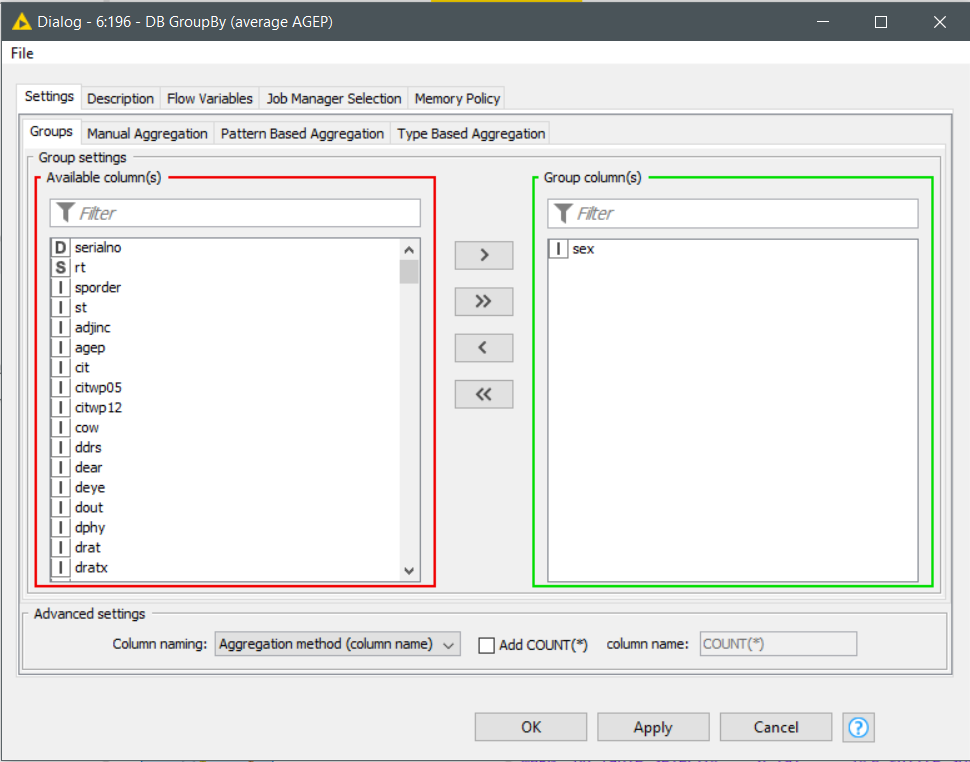 Dialog - 6:196 - DB GroupBy (average AGEP)
File
Settings Description Flow Variables Job Manager Selection Memory Policy
Groups Manual Aggregation Pattern Based Aggregation Type Based Aggregation
Group settings
Available column(s)
Filter
D serialno
S rt
I sporder
I st
I adjinc
I agep
I cit
I citwp05
I citwp12
I cow
I ddrs
I dear
I deye
I dout
I dphy
I drat
I dratx
> 
>>
<
<<
Group column(s)
Filter
I sex
Advanced settings
Column naming: Aggregation method (column name) Add COUNT(*) column name: COUNT(*)
OK Apply Cancel ?